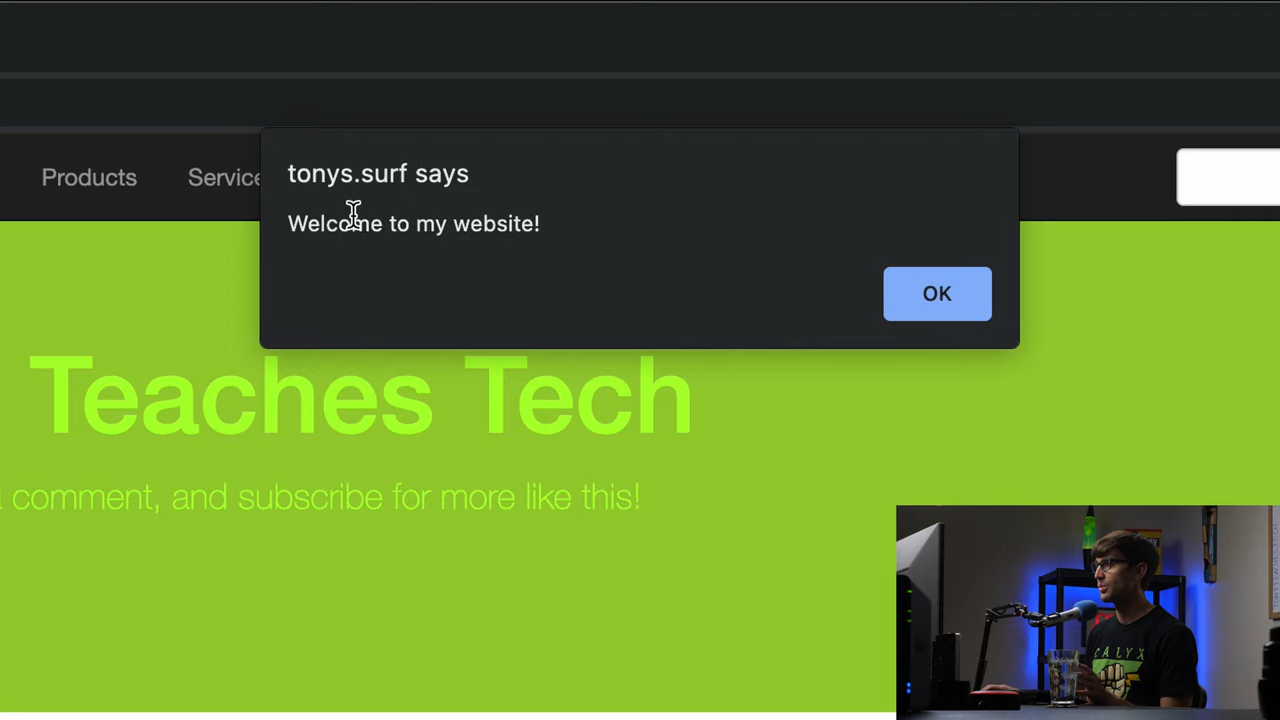 Products
Service
tonys.surf says
Welcome to my website!
OK
Teaches Tech
comment, and subscribe for more like this!
CALYX